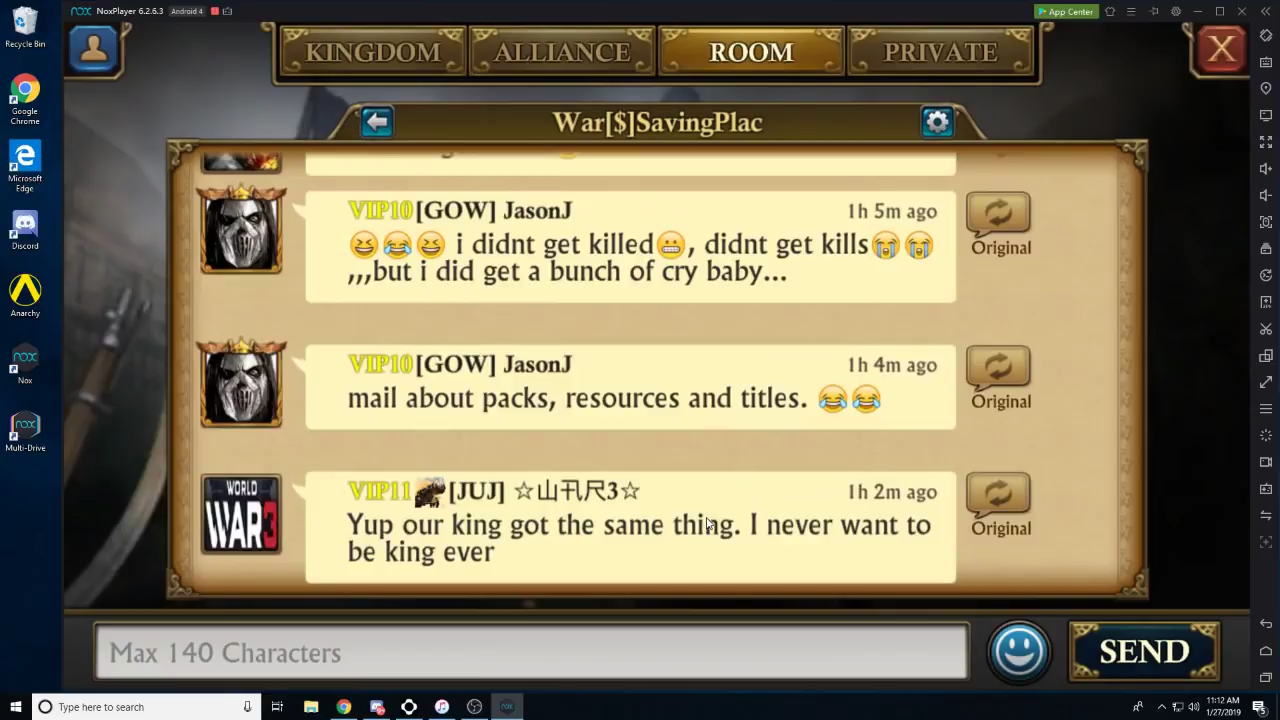 nox NoxPlayer 6.2.6.3 Android 4
App Center
Recycle Bin
Google Chrome
Microsoft Edge
Discord
Anarchy
nox
Nox
nox
Multi-Drive
KINGDOM
ALLIANCE
ROOM
PRIVATE
X
War[$]SavingPlac
VIP10 [GOW] JasonJ
1h 5m ago
😆😂😆 i didnt get killed😬, didnt get kills😭😭
,,,but i did get a bunch of cry baby...
Original
VIP10 [GOW] JasonJ
1h 4m ago
mail about packs, resources and titles. 😂😂
Original
WORLD
WAR3
VIP11 [JUJ] ☆山卂尺3☆
1h 2m ago
Yup our king got the same thing. I never want to
be king ever
Original
Max 140 Characters
SEND
Type here to search
nox
11:12 AM
1/27/2019
5